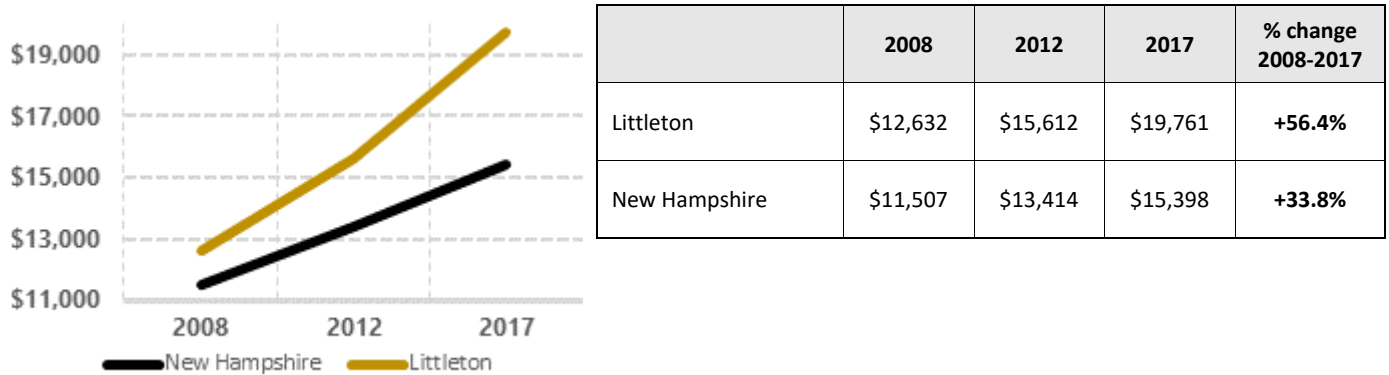 $19,000
$17,000
$15,000
$13,000
$11,000
2008 2012 2017
New Hampshire Littleton
2008 2012 2017 % change
2008-2017
Littleton $12,632 $15,612 $19,761 +56.4%
New Hampshire $11,507 $13,414 $15,398 +33.8%